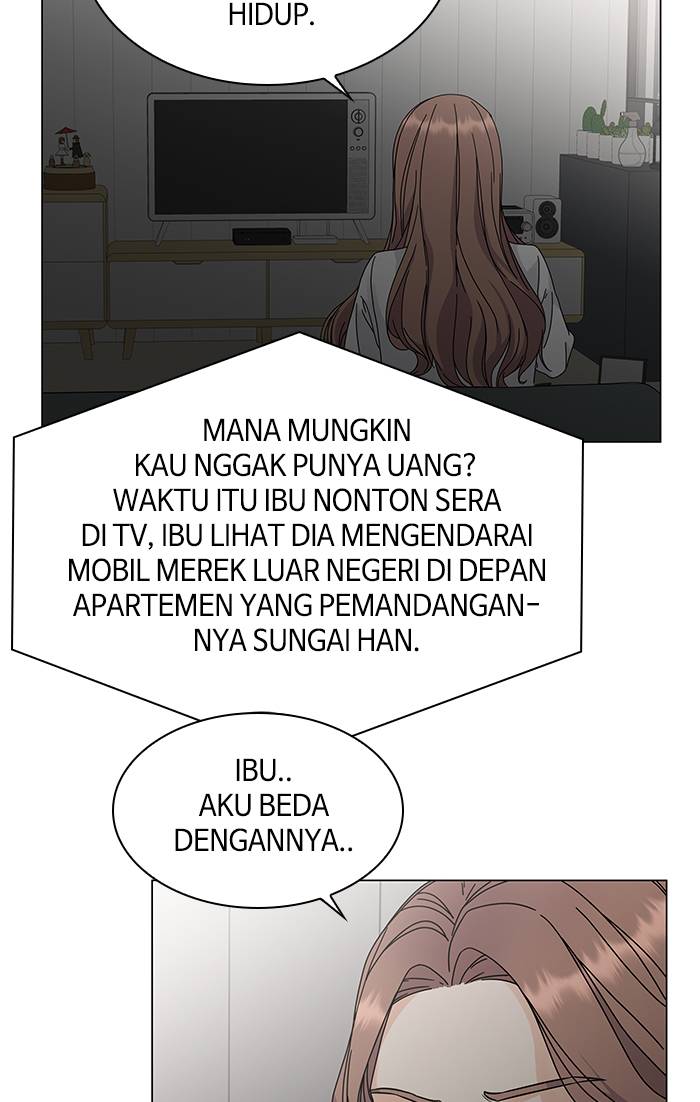 HIDUP.
MANA MUNGKIN
KAU NGGAK PUNYA UANG?
WAKTU ITU IBU NONTON SERA
DI TV, IBU LIHAT DIA MENGENDARAI
MOBIL MEREK LUAR NEGERI DI DEPAN
APARTEMEN YANG PEMANDANGAN-
NYA SUNGAI HAN.
IBU..
AKU BEDA
DENGANNYA..